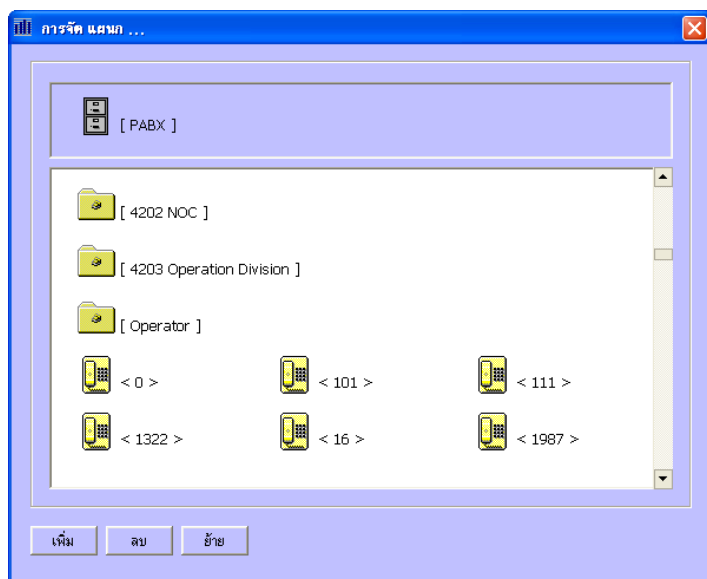 การจัด แผนก ...
[ PABX ]
[ 4202 NOC ]
[ 4203 Operation Division ]
[ Operator ]
< 0 > < 101 > < 111 >
< 1322 > < 16 > < 1987 >
เพิ่ม ลบ ย้าย